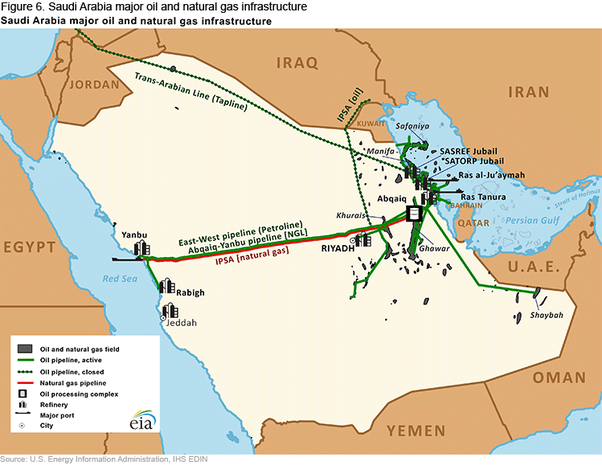 Figure 6. Saudi Arabia major oil and natural gas infrastructure
Saudi Arabia major oil and natural gas infrastructure
IRAQ
JORDAN
IRAN
Trans-Arabian Line (Tapline)
IPSA (oil)
KUWAIT
Safaniya
Manifa
SASREF Jubail
SATORP Jubail
Ras al-Ju'aymah
Ras Tanura
Abqaiq
BAHRAIN
Strait of Hormuz
Khurais
Persian Gulf
QATAR
Yanbu
East-West pipeline (Petroline)
Abqaiq-Yanbu pipeline [NGL]
IPSA [natural gas]
RIYADH
Ghawar
EGYPT
U.A.E.
Red Sea
Rabigh
Jeddah
Shaybah
OMAN
YEMEN
Oil and natural gas field
Oil pipeline, active
Oil pipeline, closed
Natural gas pipeline
Oil processing complex
Refinery
Major port
City
eia
Source: U.S. Energy Information Administration, IHS EDIN